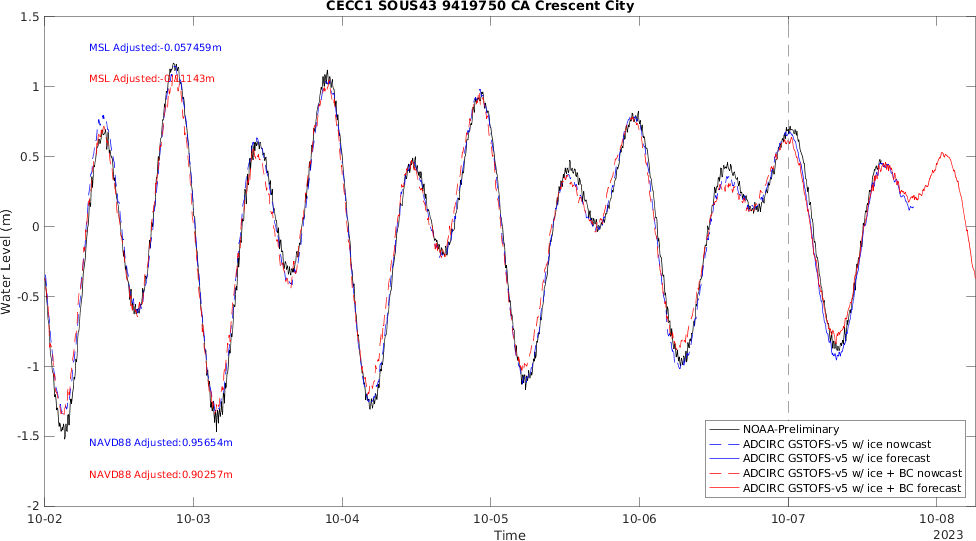 CECC1 SOUS43 9419750 CA Crescent City
1.5
1
0.5
0
-0.5
-1
-1.5
-2
Water Level (m)
MSL Adjusted:-0.057459m
MSL Adjusted:-0.11143m
NAVD88 Adjusted:0.95654m
NAVD88 Adjusted:0.90257m
NOAA-Preliminary
ADCIRC GSTOFS-v5 w/ ice nowcast
ADCIRC GSTOFS-v5 w/ ice forecast
ADCIRC GSTOFS-v5 w/ ice + BC nowcast
ADCIRC GSTOFS-v5 w/ ice + BC forecast
10-02 10-03 10-04 10-05 10-06 10-07 10-08
Time
2023